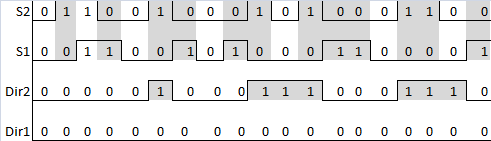 S2 0 1 1 0 0 1 0 0 0 1 0 1 0 0 0 0 1 1 0 0
S1 0 0 1 1 0 0 1 0 1 0 0 0 0 1 1 0 0 0 0 1
Dir2 0 0 0 0 0 1 0 0 0 1 1 1 0 0 0 1 1 1 0
Dir1 0 0 0 0 0 0 0 0 0 0 0 0 0 0 0 0 0 0 0 0